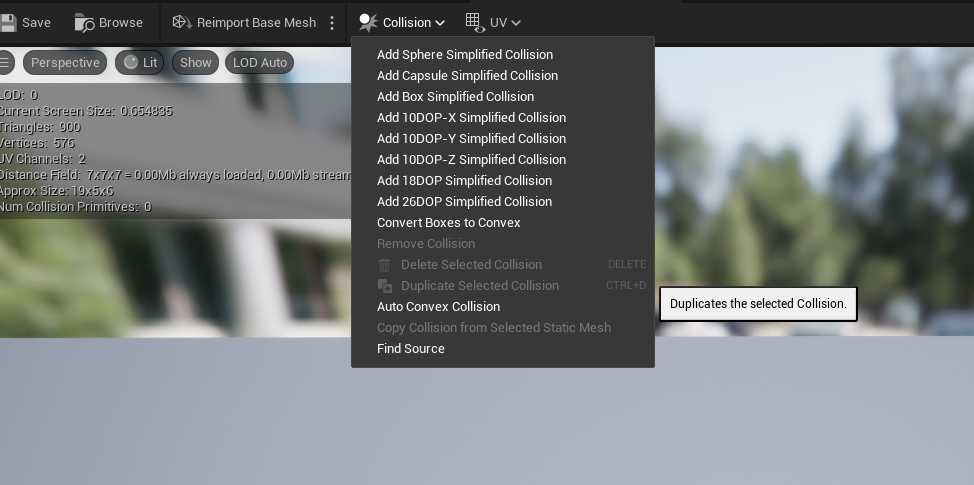 Save Browse Reimport Base Mesh Collision UV
Perspective Lit Show LOD Auto
LOD: 0
Current Screen Size: 0.654835
Triangles: 900
Vertices: 576
UV Channels: 2
Distance Field: 7x7x7 = 0,00Mb always loaded, 0,00Mb stream
Approx Size: 19x5x6
Num Collision Primitives: 0
Add Sphere Simplified Collision
Add Capsule Simplified Collision
Add Box Simplified Collision
Add 10DOP-X Simplified Collision
Add 10DOP-Y Simplified Collision
Add 10DOP-Z Simplified Collision
Add 18DOP Simplified Collision
Add 26DOP Simplified Collision
Convert Boxes to Convex
Remove Collision
Delete Selected Collision DELETE
Duplicate Selected Collision CTRL+D
Duplicates the selected Collision.
Auto Convex Collision
Copy Collision from Selected Static Mesh
Find Source